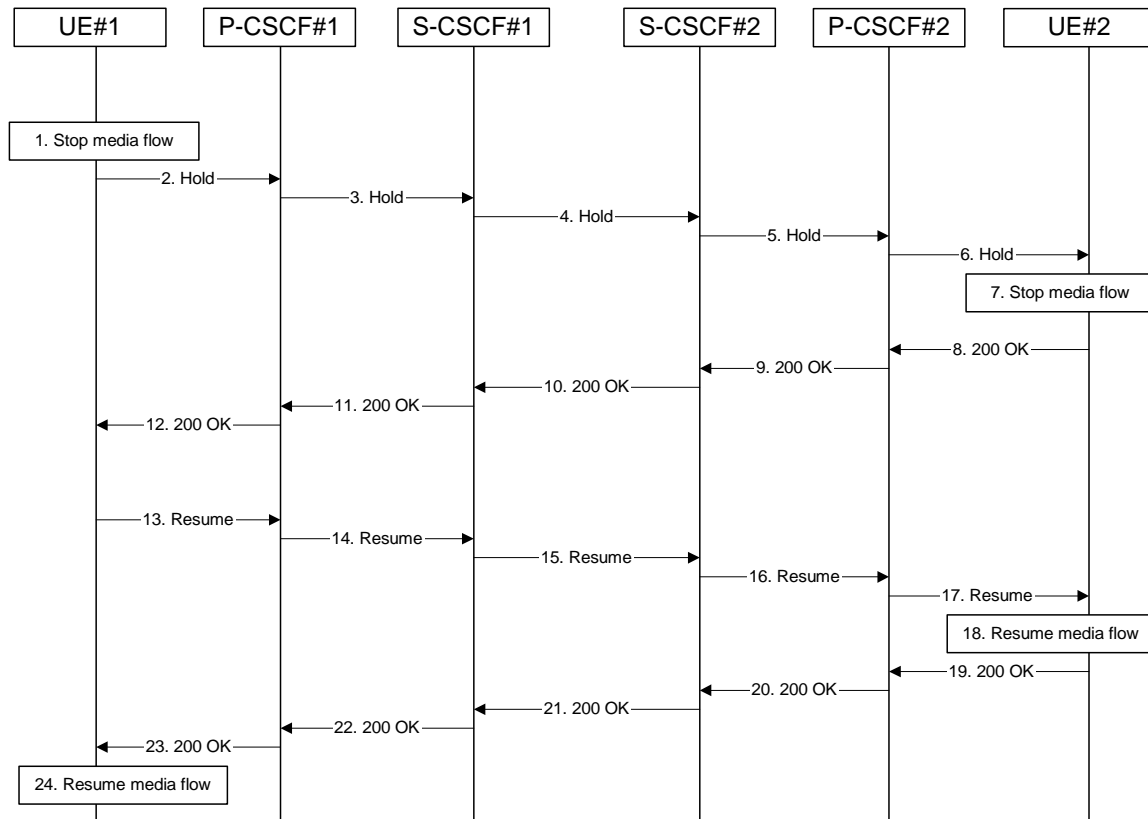 UE#1
P-CSCF#1
S-CSCF#1
S-CSCF#2
P-CSCF#2
UE#2
1. Stop media flow
2. Hold
3. Hold
4. Hold
5. Hold
6. Hold
7. Stop media flow
8. 200 OK
9. 200 OK
10. 200 OK
11. 200 OK
12. 200 OK
13. Resume
14. Resume
15. Resume
16. Resume
17. Resume
18. Resume media flow
19. 200 OK
20. 200 OK
21. 200 OK
22. 200 OK
23. 200 OK
24. Resume media flow